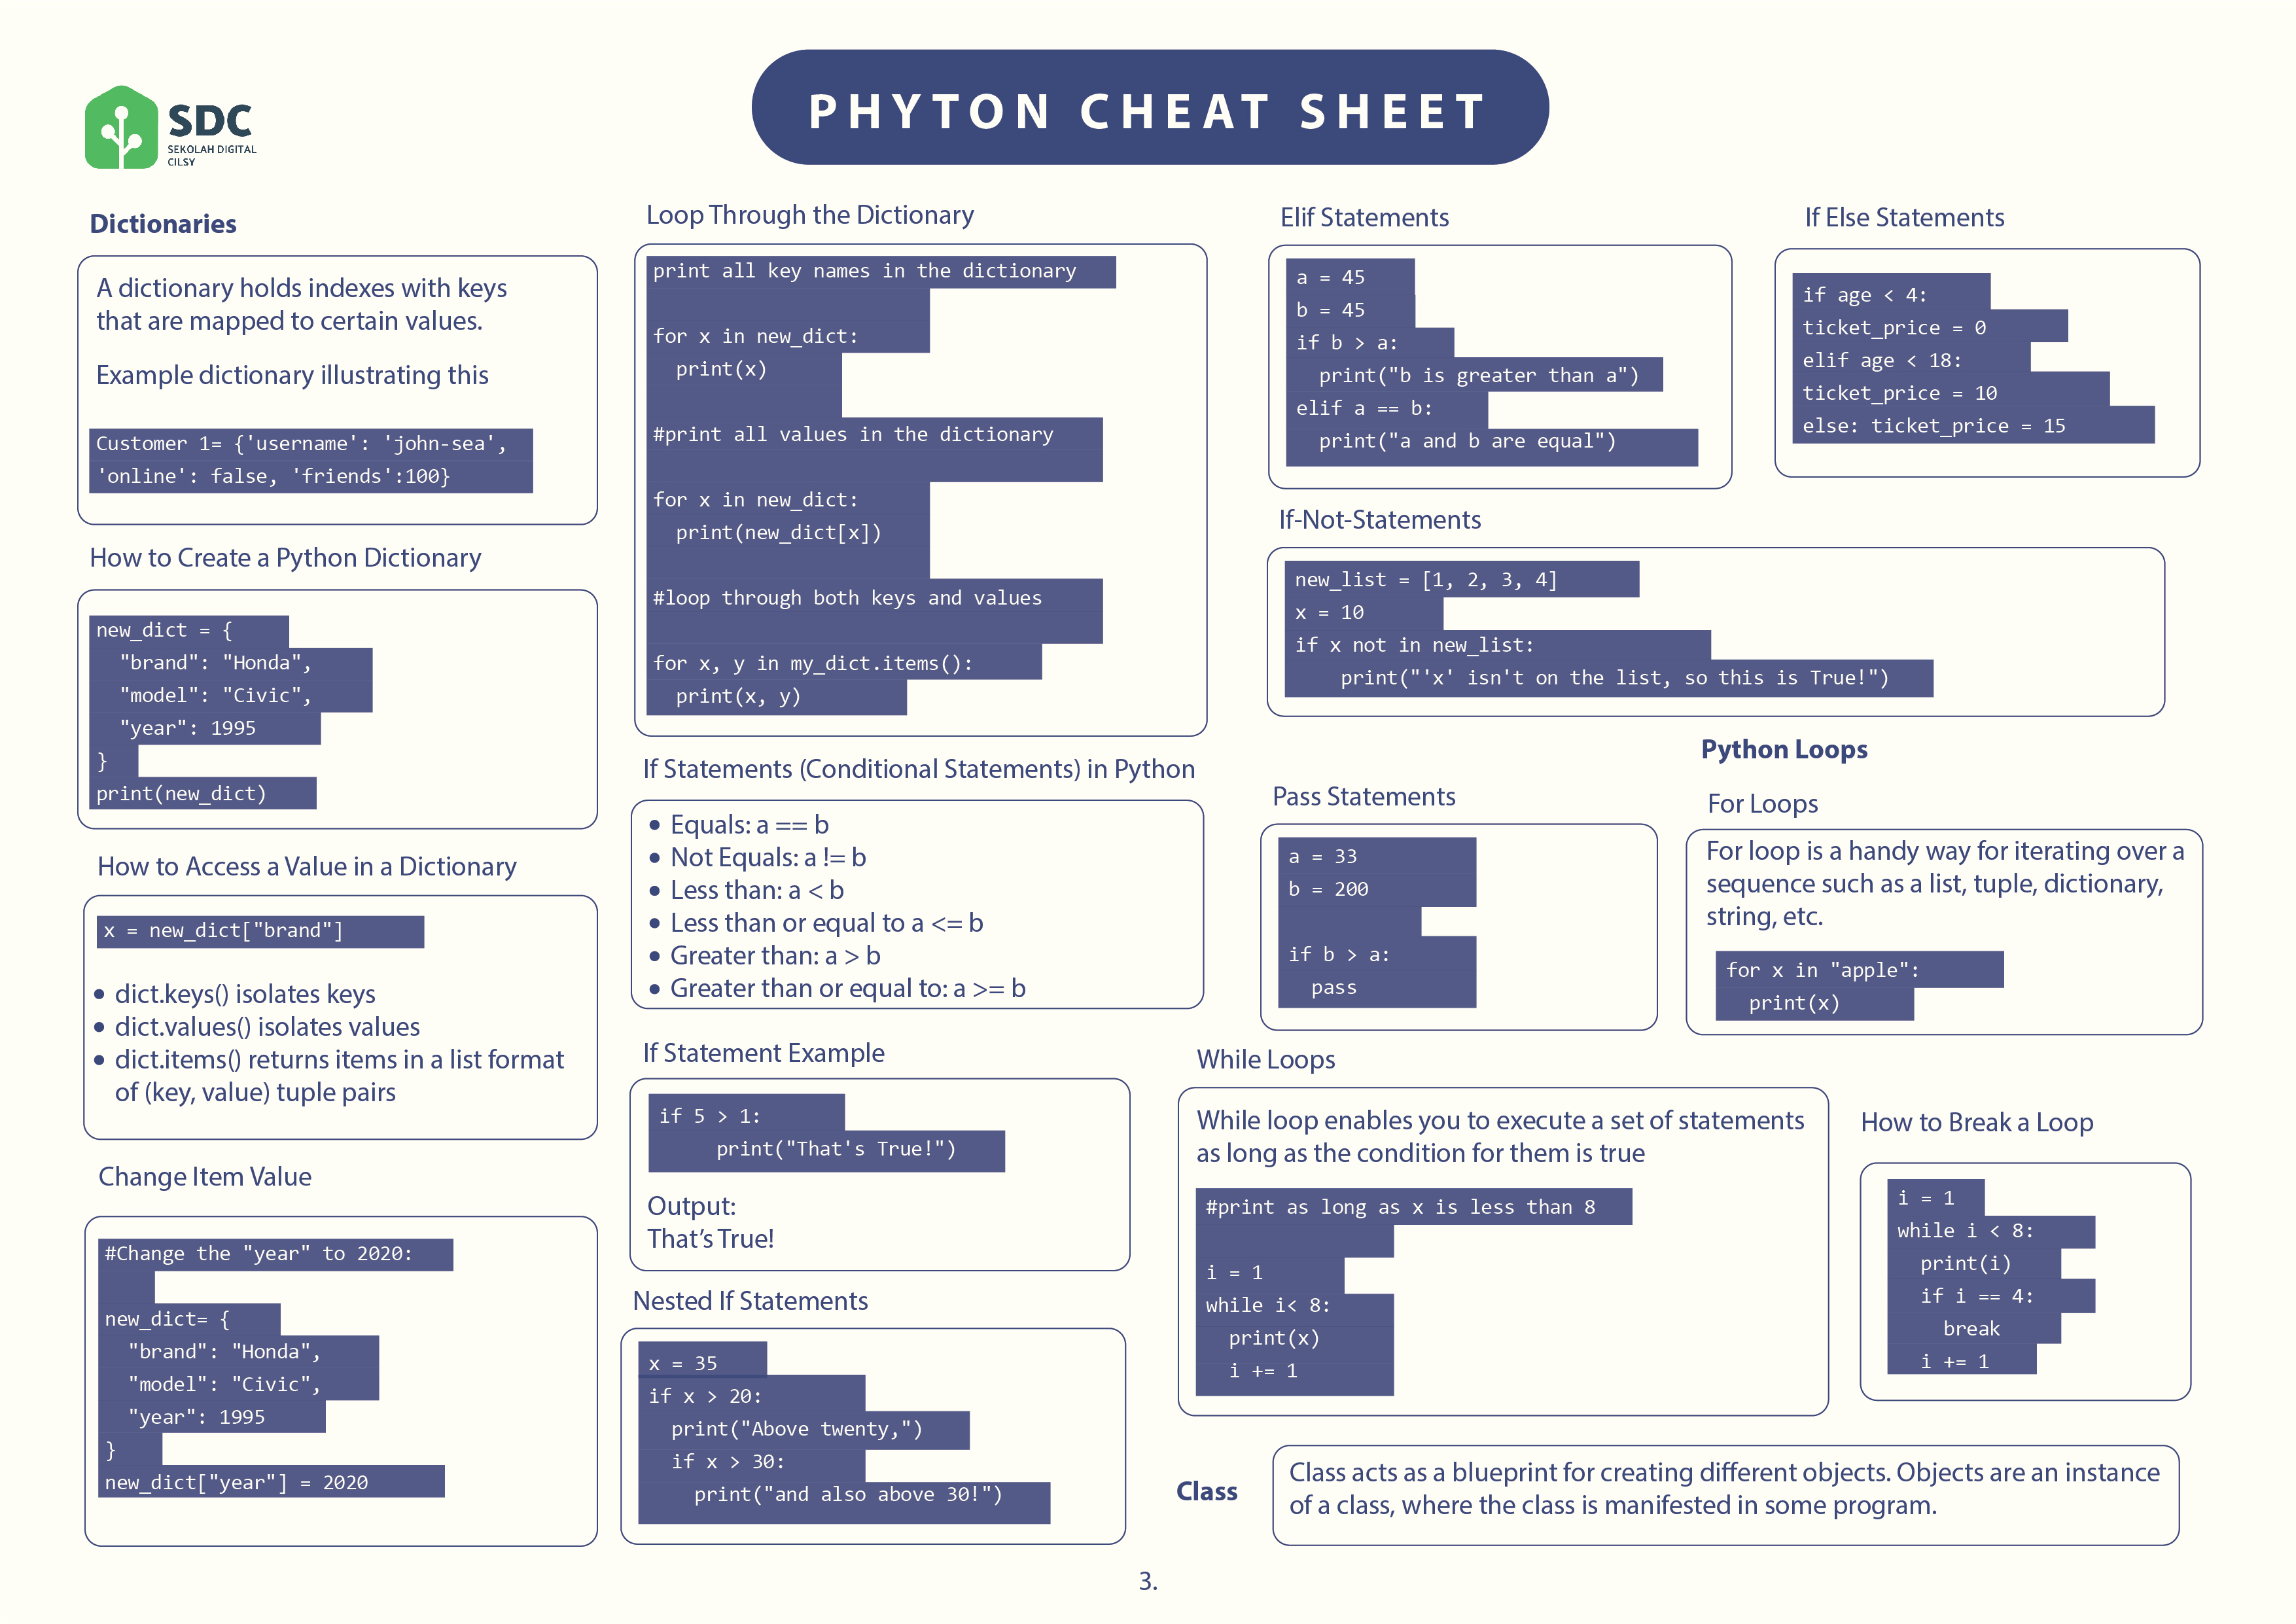 SDC
SEKOLAH DIGITAL
CILSY
PHYTON CHEAT SHEET
Dictionaries
A dictionary holds indexes with keys
that are mapped to certain values.
Example dictionary illustrating this
Customer 1= {'username': 'john-sea',
'online': false, 'friends':100}
How to Create a Python Dictionary
new_dict = {
  "brand": "Honda",
  "model": "Civic",
  "year": 1995
}
print(new_dict)
How to Access a Value in a Dictionary
x = new_dict["brand"]
• dict.keys() isolates keys
• dict.values() isolates values
• dict.items() returns items in a list format
of (key, value) tuple pairs
Change Item Value
#Change the "year" to 2020:
new_dict= {
  "brand": "Honda",
  "model": "Civic",
  "year": 1995
}
new_dict["year"] = 2020
Loop Through the Dictionary
print all key names in the dictionary
for x in new_dict:
  print(x)
#print all values in the dictionary
for x in new_dict:
  print(new_dict[x])
#loop through both keys and values
for x, y in my_dict.items():
  print(x, y)
If Statements (Conditional Statements) in Python
• Equals: a == b
• Not Equals: a != b
• Less than: a < b
• Less than or equal to a <= b
• Greater than: a > b
• Greater than or equal to: a >= b
If Statement Example
if 5 > 1:
     print("That's True!")
Output:
That's True!
Nested If Statements
x = 35
if x > 20:
  print("Above twenty,")
  if x > 30:
    print("and also above 30!")
Elif Statements
a = 45
b = 45
if b > a:
  print("b is greater than a")
elif a == b:
  print("a and b are equal")
If Else Statements
if age < 4:
ticket_price = 0
elif age < 18:
ticket_price = 10
else: ticket_price = 15
If-Not-Statements
new_list = [1, 2, 3, 4]
x = 10
if x not in new_list:
    print("'x' isn't on the list, so this is True!")
Pass Statements
a = 33
b = 200
if b > a:
  pass
Python Loops
For Loops
For loop is a handy way for iterating over a
sequence such as a list, tuple, dictionary,
string, etc.
for x in "apple":
  print(x)
While Loops
While loop enables you to execute a set of statements
as long as the condition for them is true
#print as long as x is less than 8
i = 1
while i< 8:
  print(x)
  i += 1
How to Break a Loop
i = 1
while i < 8:
  print(i)
  if i == 4:
    break
  i += 1
Class
Class acts as a blueprint for creating different objects. Objects are an instance
of a class, where the class is manifested in some program.
3.